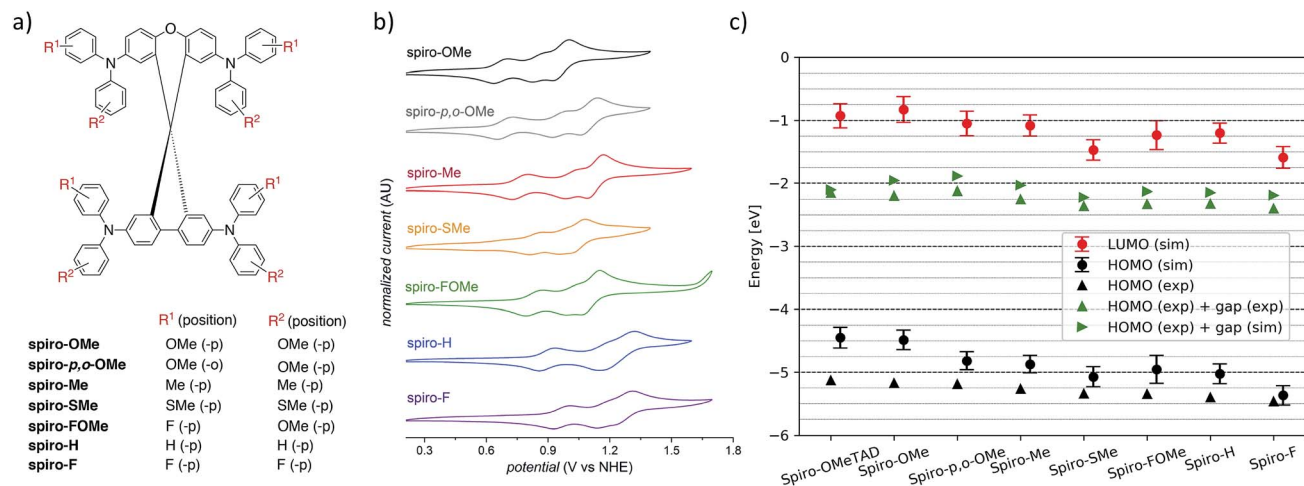 a)
R¹
O
R¹
N
N
R²
R²
R¹
R¹
N
N
R²
R²
R¹ (position) R² (position)
spiro-OMe OMe (-p) OMe (-p)
spiro-p,o-OMe OMe (-o) OMe (-p)
spiro-Me Me (-p) Me (-p)
spiro-SMe SMe (-p) SMe (-p)
spiro-FOMe F (-p) OMe (-p)
spiro-H H (-p) H (-p)
spiro-F F (-p) F (-p)
b)
normalized current (AU)
spiro-OMe
spiro-p,o-OMe
spiro-Me
spiro-SMe
spiro-FOMe
spiro-H
spiro-F
0.3 0.6 0.9 1.2 1.5 1.8
potential (V vs NHE)
c)
Energy [eV]
0
−1
−2
−3
−4
−5
−6
LUMO (sim)
HOMO (sim)
HOMO (exp)
HOMO (exp) + gap (exp)
HOMO (exp) + gap (sim)
Spiro-OMeTAD
Spiro-OMe
Spiro-p,o-OMe
Spiro-Me
Spiro-SMe
Spiro-FOMe
Spiro-H
Spiro-F